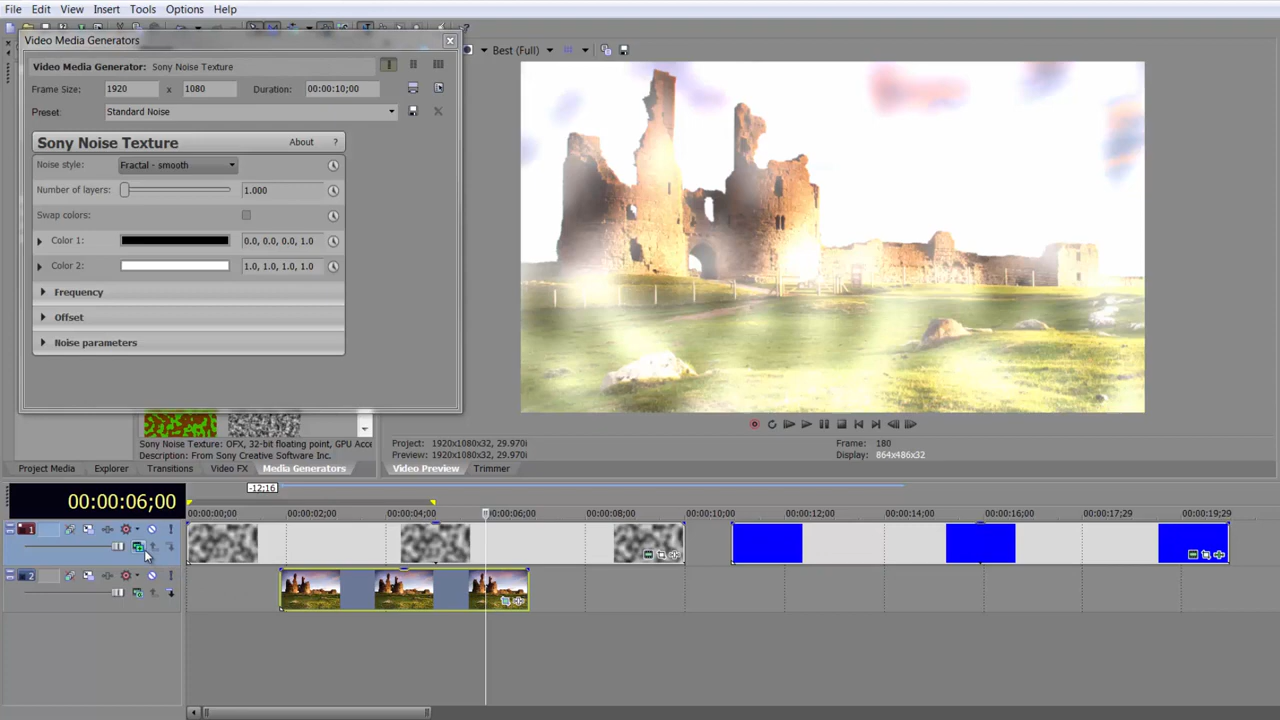 File Edit View Insert Tools Options Help
Video Media Generators
Best (Full)
Video Media Generator: Sony Noise Texture
Frame Size: 1920 x 1080 Duration: 00:00:10;00
Preset: Standard Noise
Sony Noise Texture About ?
Noise style: Fractal - smooth
Number of layers: 1.000
Swap colors:
Color 1: 0.0, 0.0, 0.0, 1.0
Color 2: 1.0, 1.0, 1.0, 1.0
Frequency
Offset
Noise parameters
Sony Noise Texture: OFX, 32-bit floating point, GPU Acce
Description: From Sony Creative Software Inc.
Project: 1920x1080x32, 29.970i
Preview: 1920x1080x32, 29.970i
Frame: 180
Display: 864x486x32
Project Media Explorer Transitions Video FX Media Generators Video Preview Trimmer
-12;16
00:00:06;00
00:00:00;00 00:00:02;00 00:00:04;00 00:00:06;00 00:00:08;00 00:00:10;00 00:00:12;00 00:00:14;00 00:00:16;00 00:00:17;29 00:00:19;29
1
2